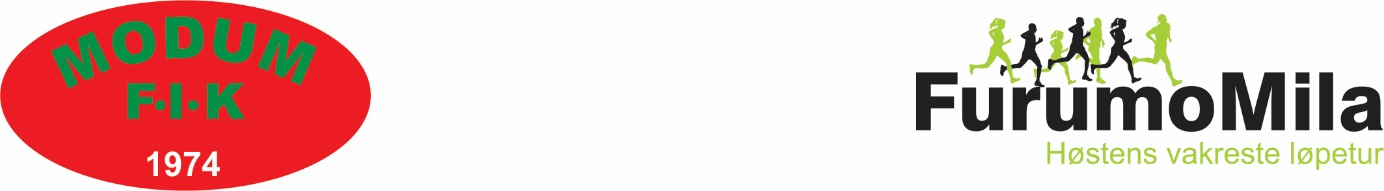 MODUM
F·I·K
1974
FurumoMila
Høstens vakreste løpetur